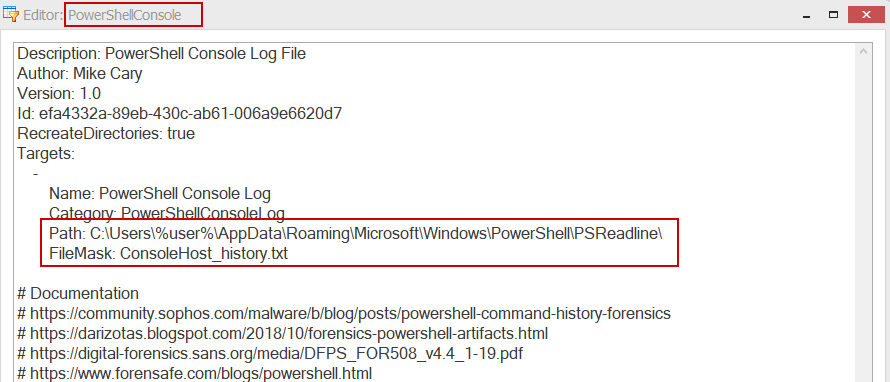 Editor: PowerShellConsole
Description: PowerShell Console Log File
Author: Mike Cary
Version: 1.0
Id: efa4332a-89eb-430c-ab61-006a9e6620d7
RecreateDirectories: true
Targets:
-
Name: PowerShell Console Log
Category: PowerShellConsoleLog
Path: C:\Users\%user%\AppData\Roaming\Microsoft\Windows\PowerShell\PSReadline\
FileMask: ConsoleHost_history.txt
# Documentation
# https://community.sophos.com/malware/b/blog/posts/powershell-command-history-forensics
# https://darizotas.blogspot.com/2018/10/forensics-powershell-artifacts.html
# https://digital-forensics.sans.org/media/DFPS_FOR508_v4.4_1-19.pdf
# https://www.forensafe.com/blogs/powershell.html